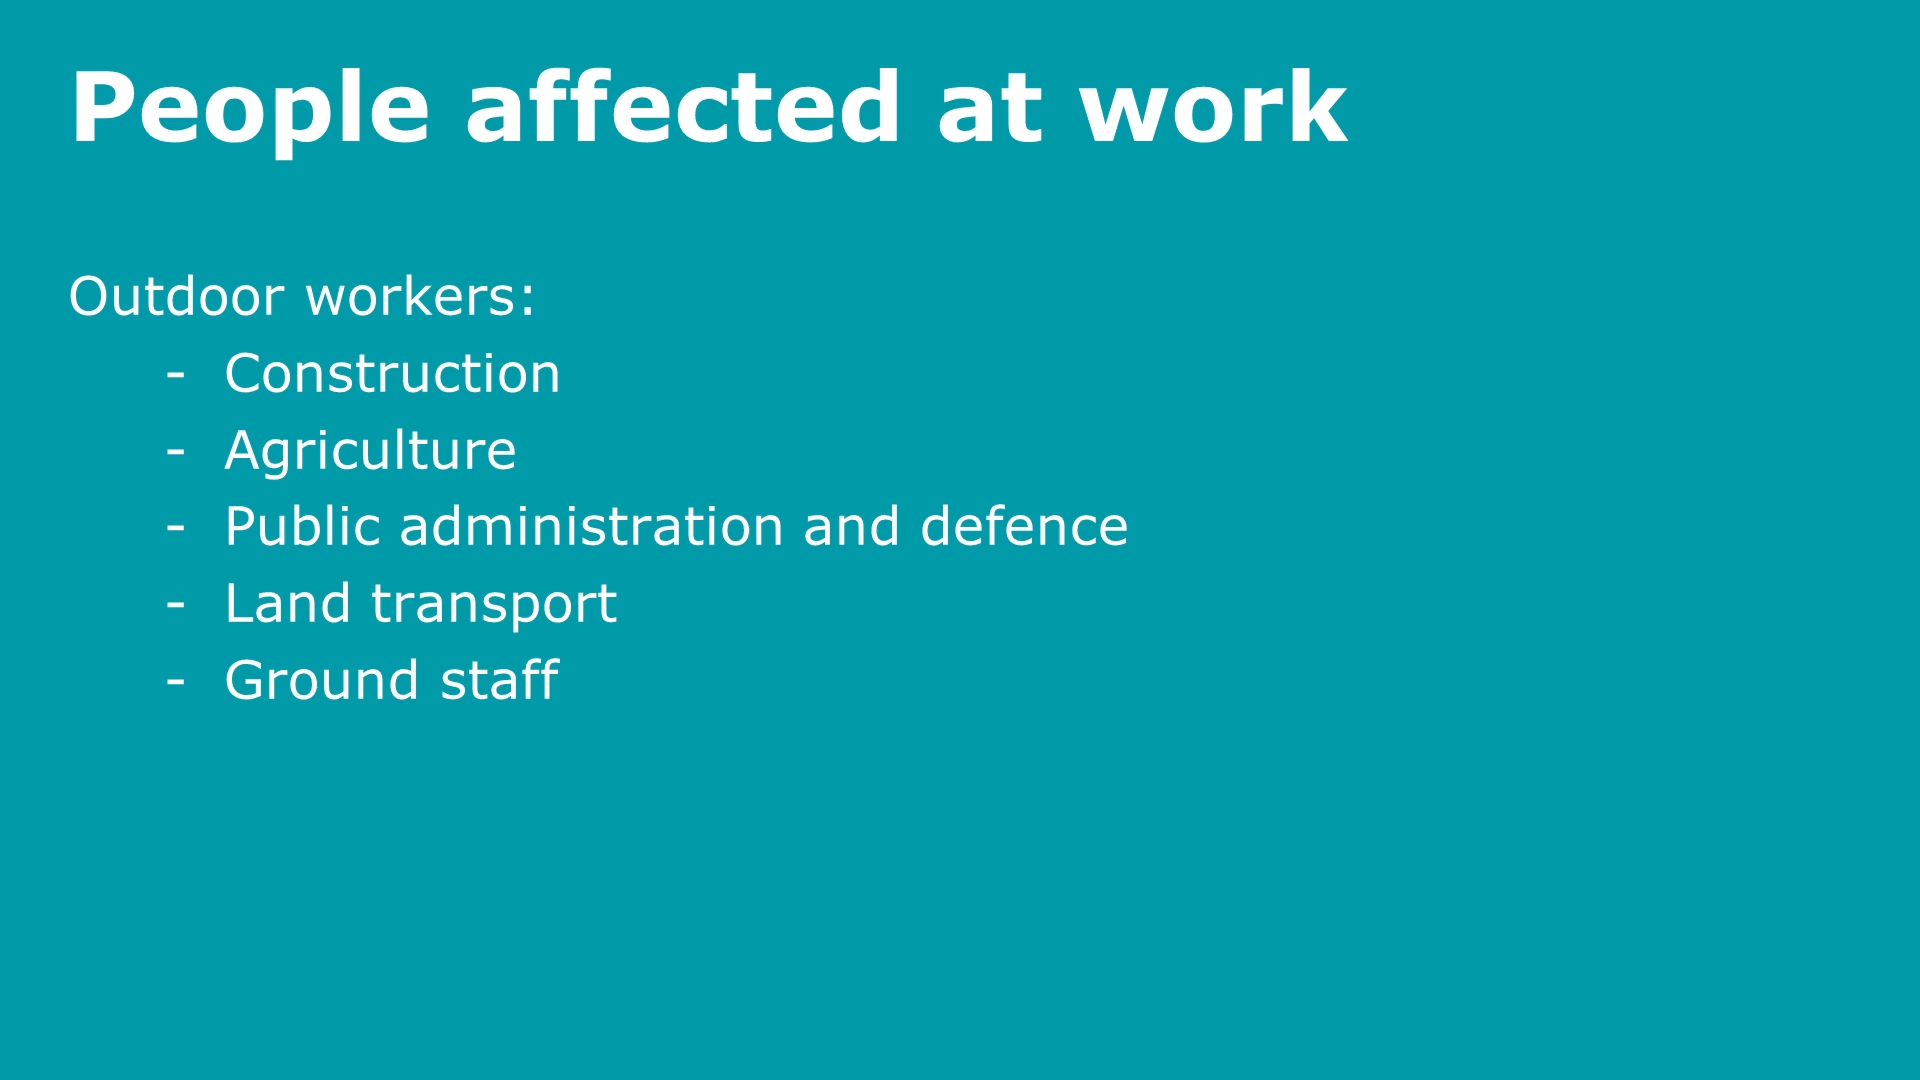 People affected at work
Outdoor workers:
- Construction
- Agriculture
- Public administration and defence
- Land transport
- Ground staff